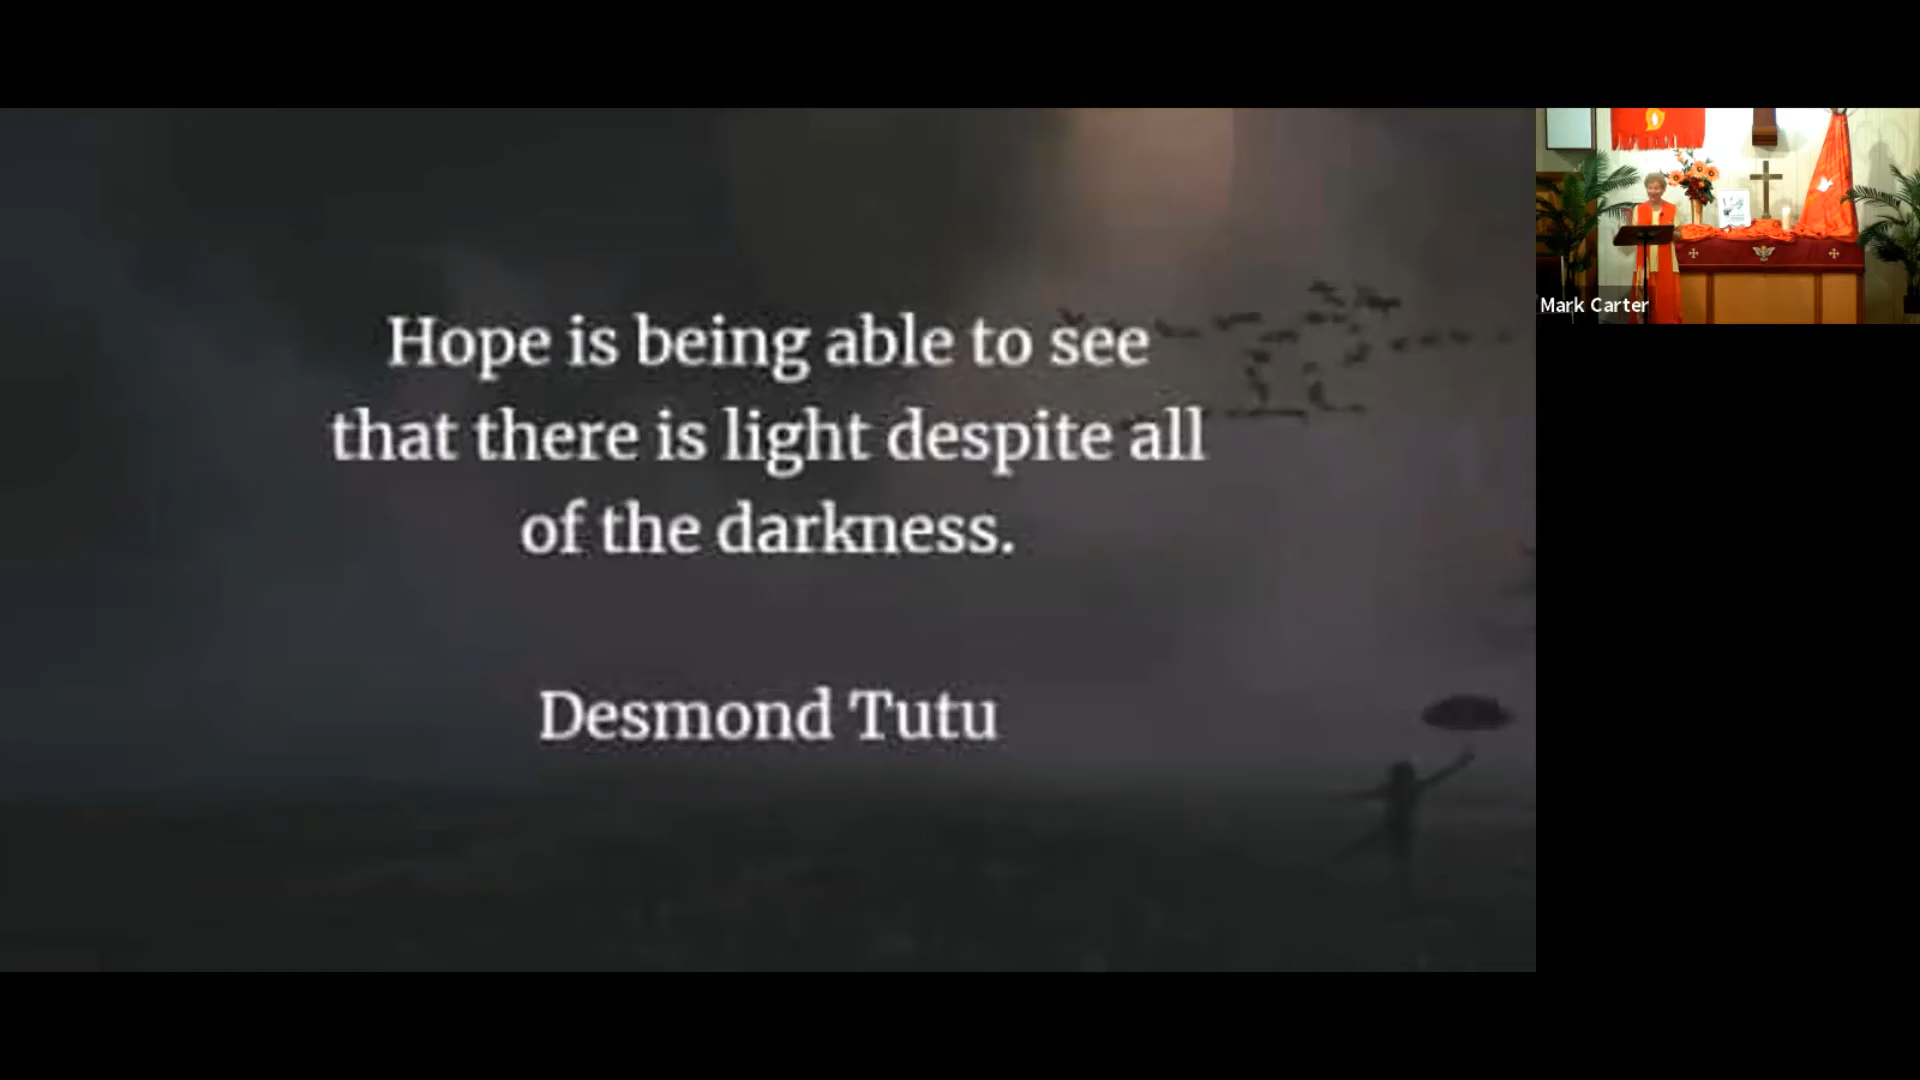 Hope is being able to see
that there is light despite all
of the darkness.
Desmond Tutu
Mark Carter